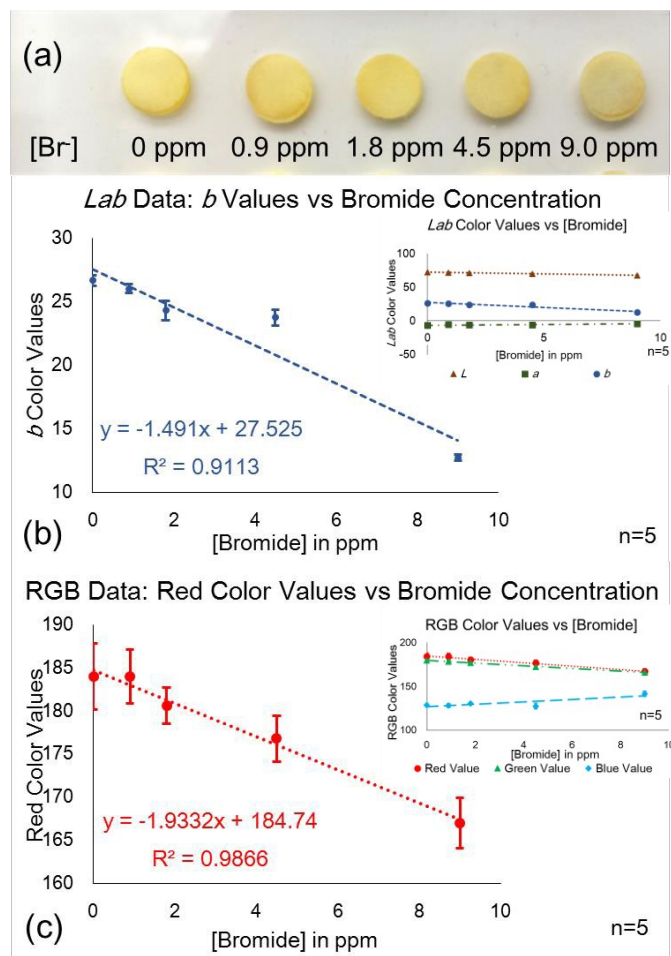 (a)
[Br-] 0 ppm 0.9 ppm 1.8 ppm 4.5 ppm 9.0 ppm
Lab Data: b Values vs Bromide Concentration
30
25
20
15
10
b Color Values
y = -1.491x + 27.525
R² = 0.9113
0 2 4 6 8 10
[Bromide] in ppm
(b)
n=5
Lab Color Values vs [Bromide]
100
50
0
-50
Lab Color Values
5 10
[Bromide] in ppm
n=5
L a b
RGB Data: Red Color Values vs Bromide Concentration
190
185
180
175
170
165
160
Red Color Values
y = -1.9332x + 184.74
R² = 0.9866
0 2 4 6 8 10
[Bromide] in ppm
(c)
n=5
RGB Color Values vs [Bromide]
200
150
100
RGB Color Values
n=5
0 2 4 6 8 10
[Bromide] in ppm
Red Value Green Value Blue Value